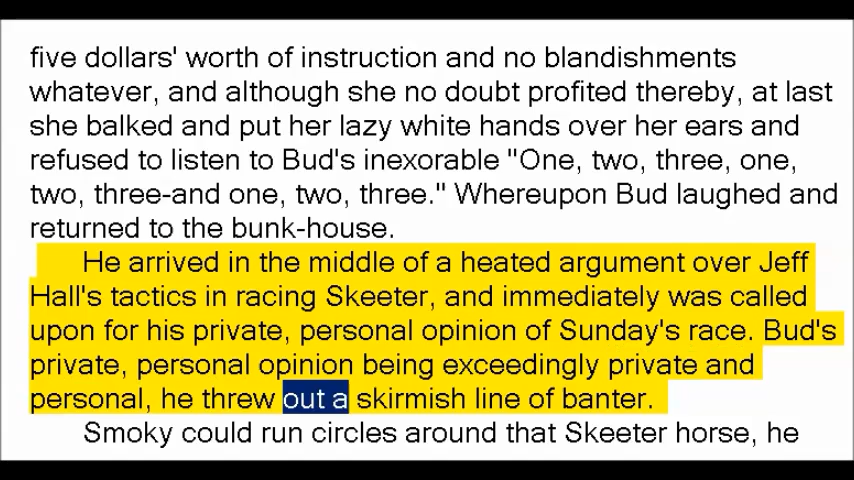 five dollars' worth of instruction and no blandishments
whatever, and although she no doubt profited thereby, at last
she balked and put her lazy white hands over her ears and
refused to listen to Bud's inexorable "One, two, three, one,
two, three-and one, two, three." Whereupon Bud laughed and
returned to the bunk-house.
He arrived in the middle of a heated argument over Jeff
Hall's tactics in racing Skeeter, and immediately was called
upon for his private, personal opinion of Sunday's race. Bud's
private, personal opinion being exceedingly private and
personal, he threw out a skirmish line of banter.
Smoky could run circles around that Skeeter horse, he